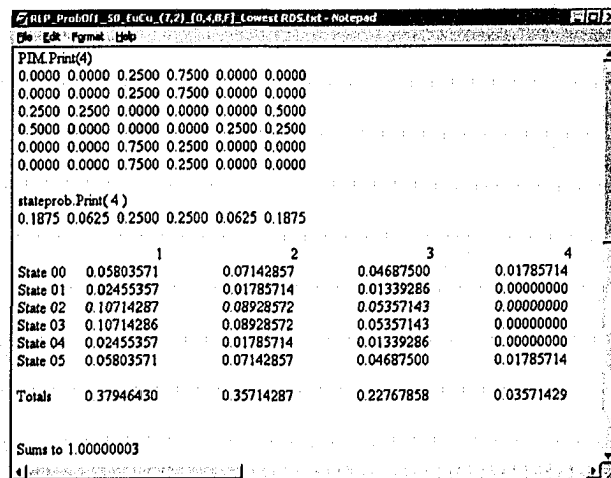 RLP_ProbOf1_S0_EuCu_(7,2)_[0,4,B,F]_Lowest RDS.txt - Notepad
File Edit Format Help
PIM.Print(4)
0.0000 0.0000 0.2500 0.7500 0.0000 0.0000
0.0000 0.0000 0.2500 0.7500 0.0000 0.0000
0.2500 0.2500 0.0000 0.0000 0.0000 0.5000
0.5000 0.0000 0.0000 0.0000 0.2500 0.2500
0.0000 0.0000 0.7500 0.2500 0.0000 0.0000
0.0000 0.0000 0.7500 0.2500 0.0000 0.0000
stateprob.Print( 4 )
0.1875 0.0625 0.2500 0.2500 0.0625 0.1875
1 2 3 4
State 00 0.05803571 0.07142857 0.04687500 0.01785714
State 01 0.02455357 0.01785714 0.01339286 0.00000000
State 02 0.10714287 0.08928572 0.05357143 0.00000000
State 03 0.10714286 0.08928572 0.05357143 0.00000000
State 04 0.02455357 0.01785714 0.01339286 0.00000000
State 05 0.05803571 0.07142857 0.04687500 0.01785714
Totals 0.37946430 0.35714287 0.22767858 0.03571429
Sums to 1.00000003